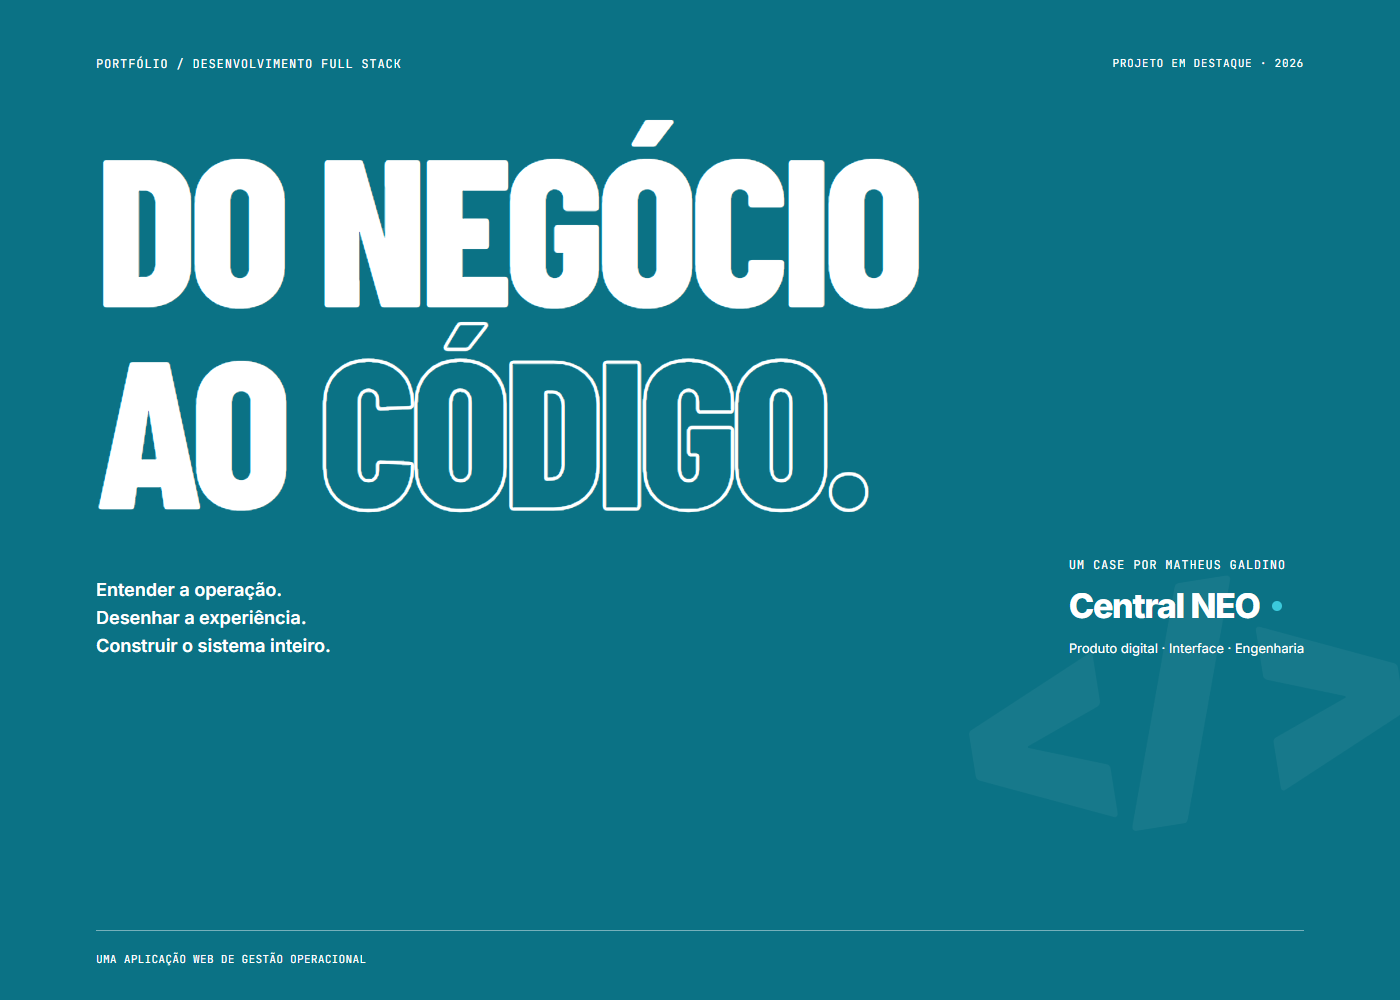 PORTFÓLIO / DESENVOLVIMENTO FULL STACK
PROJETO EM DESTAQUE · 2026
DO NEGÓCIO
AO CÓDIGO.
Entender a operação.
Desenhar a experiência.
Construir o sistema inteiro.
UM CASE POR MATHEUS GALDINO
Central NEO
Produto digital · Interface · Engenharia
</>
UMA APLICAÇÃO WEB DE GESTÃO OPERACIONAL